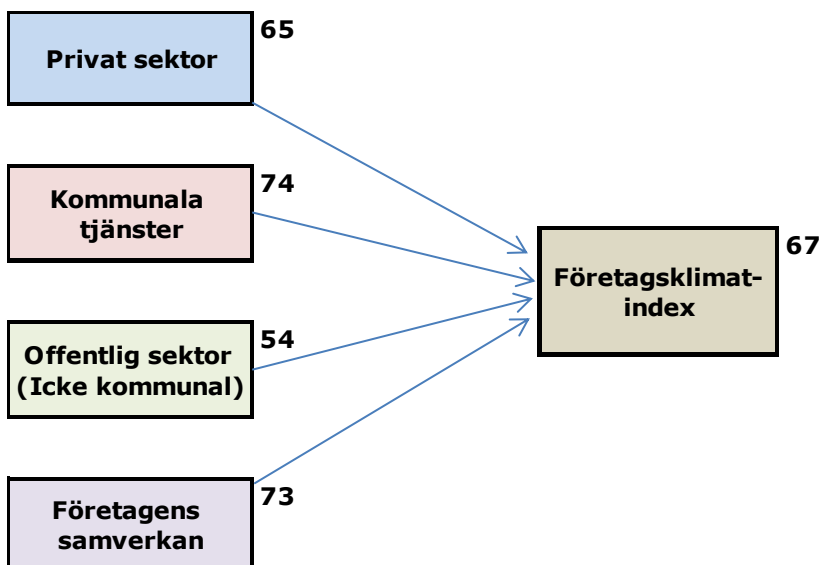 65
Privat sektor
74
Kommunala
tjänster
54
Offentlig sektor
(Icke kommunal)
73
Företagens
samverkan
67
Företagsklimat-
index